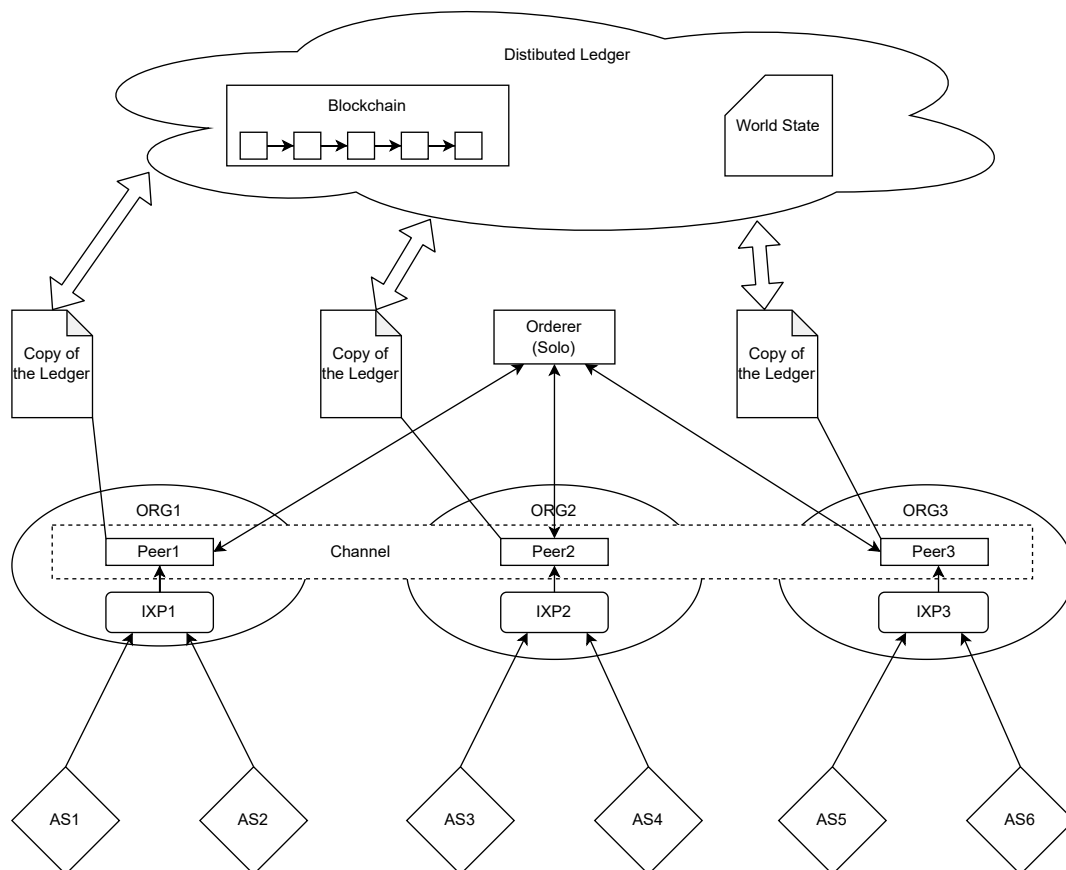 Distibuted Ledger
Blockchain
World State
Copy of
the Ledger
Copy of
the Ledger
Orderer
(Solo)
Copy of
the Ledger
ORG1
ORG2
ORG3
Peer1
Channel
Peer2
Peer3
IXP1
IXP2
IXP3
AS1
AS2
AS3
AS4
AS5
AS6